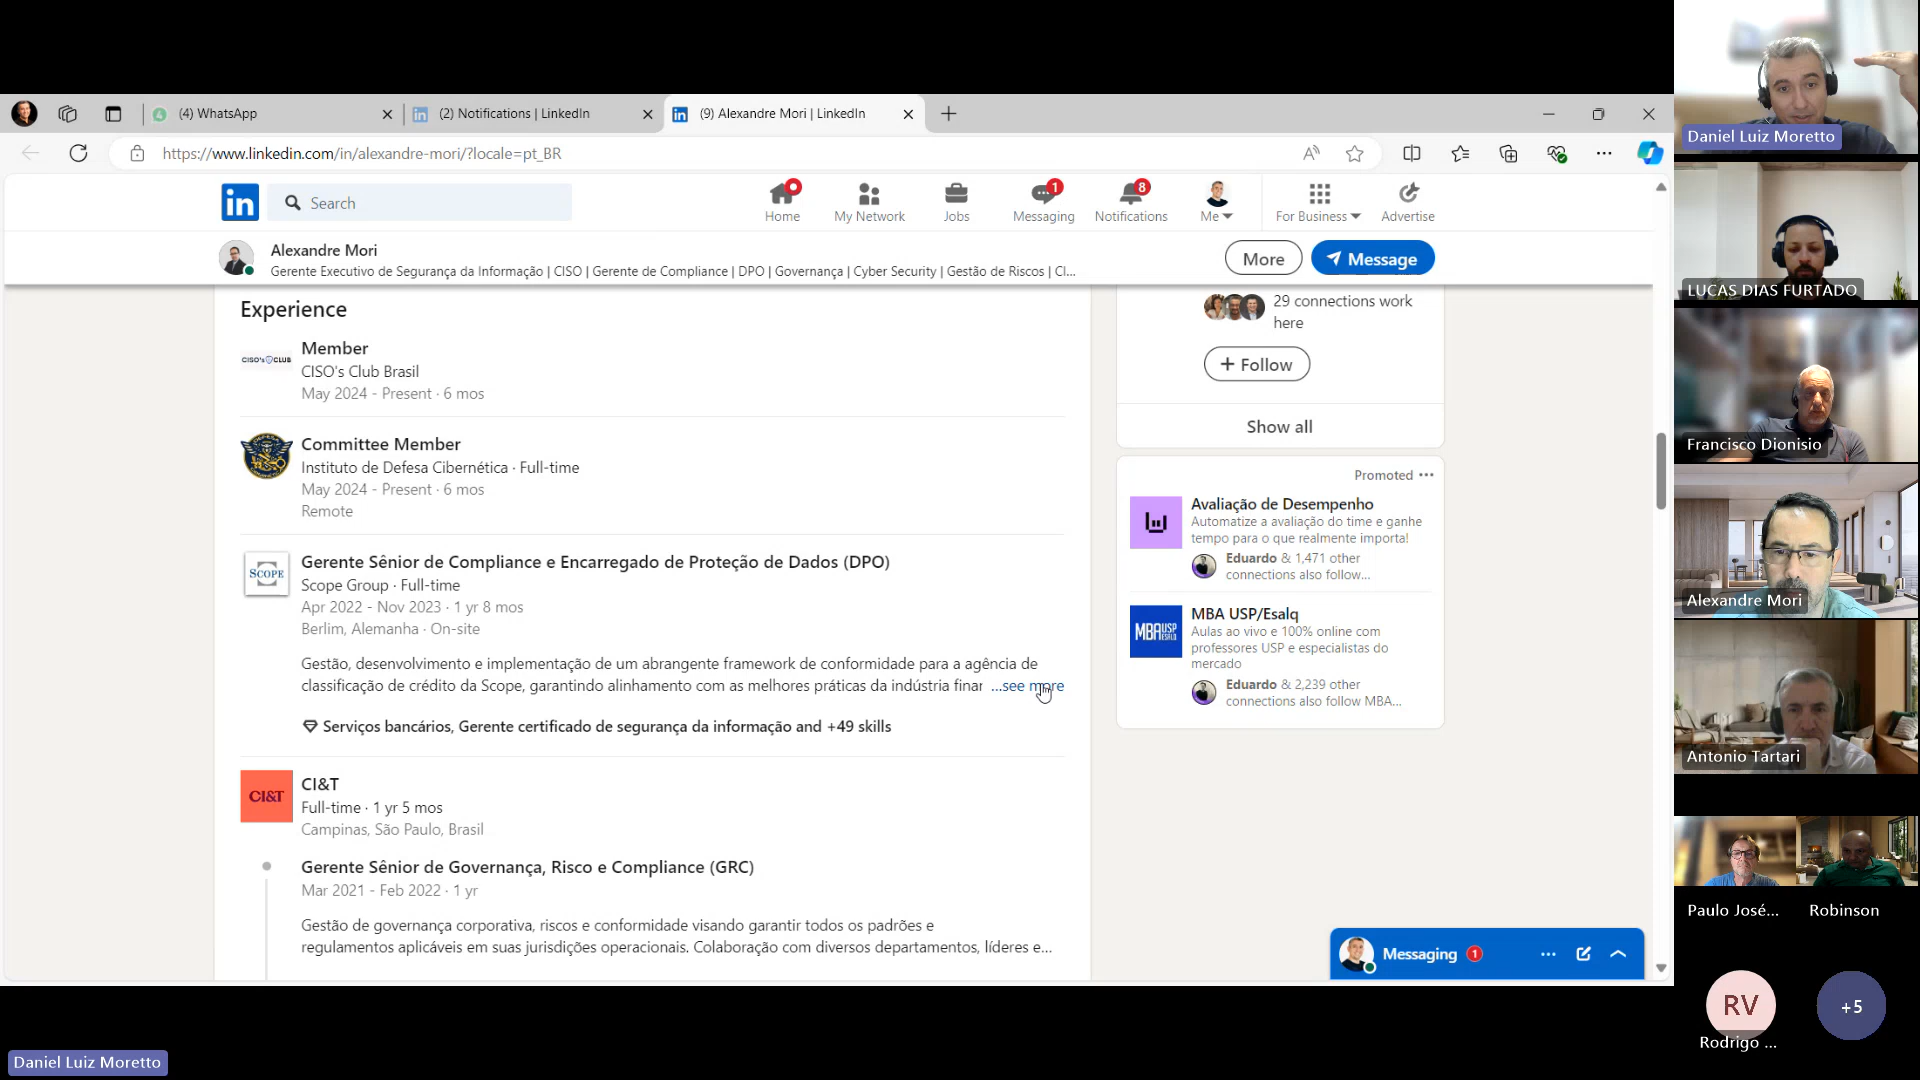 (4) WhatsApp
(2) Notifications | LinkedIn
(9) Alexandre Mori | LinkedIn
https://www.linkedin.com/in/alexandre-mori/?locale=pt_BR
in
Search
Home
My Network
Jobs
1
Messaging
8
Notifications
Me
For Business
Advertise
Alexandre Mori
Gerente Executivo de Segurança da Informação | CISO | Gerente de Compliance | DPO | Governança | Cyber Security | Gestão de Riscos | Cl...
More
Message
Experience
CISO's CLUB
Member
CISO's Club Brasil
May 2024 - Present · 6 mos
Committee Member
Instituto de Defesa Cibernética · Full-time
May 2024 - Present · 6 mos
Remote
SCOPE
Gerente Sênior de Compliance e Encarregado de Proteção de Dados (DPO)
Scope Group · Full-time
Apr 2022 - Nov 2023 · 1 yr 8 mos
Berlim, Alemanha · On-site
Gestão, desenvolvimento e implementação de um abrangente framework de conformidade para a agência de
classificação de crédito da Scope, garantindo alinhamento com as melhores práticas da indústria finar ...see more
Serviços bancários, Gerente certificado de segurança da informação and +49 skills
CI&T
CI&T
Full-time · 1 yr 5 mos
Campinas, São Paulo, Brasil
Gerente Sênior de Governança, Risco e Compliance (GRC)
Mar 2021 - Feb 2022 · 1 yr
Gestão de governança corporativa, riscos e conformidade visando garantir todos os padrões e
regulamentos aplicáveis em suas jurisdições operacionais. Colaboração com diversos departamentos, líderes e...
29 connections work
here
+ Follow
Show all
Promoted ···
Avaliação de Desempenho
Automatize a avaliação do time e ganhe
tempo para o que realmente importa!
Eduardo & 1,471 other
connections also follow...
MBAUSP
ESALQ
MBA USP/Esalq
Aulas ao vivo e 100% online com
professores USP e especialistas do
mercado
Eduardo & 2,239 other
connections also follow MBA...
Messaging 1
Daniel Luiz Moretto
LUCAS DIAS FURTADO
Francisco Dionisio
Alexandre Mori
Antonio Tartari
Paulo José...
Robinson
RV
Rodrigo ...
+5
Daniel Luiz Moretto